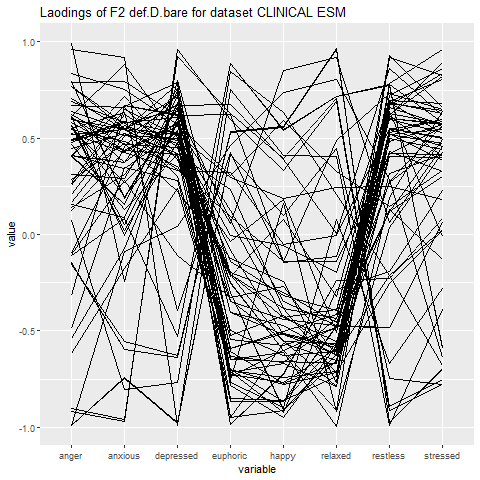 Laodings of F2 def.D.bare for dataset CLINICAL ESM
1.0
0.5
0.0
-0.5
-1.0
value
anger anxious depressed euphoric happy relaxed restless stressed
variable